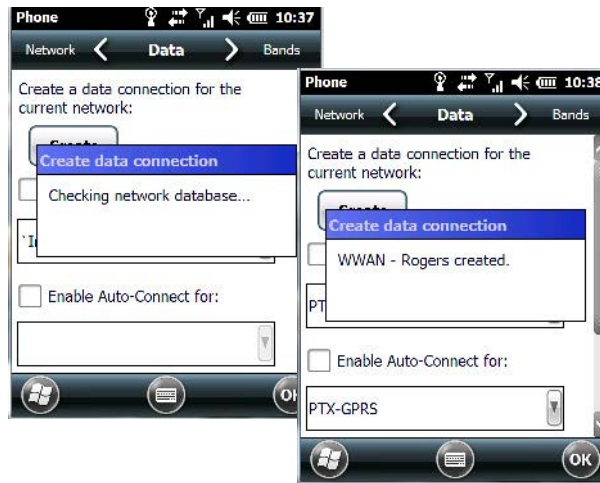 Phone 10:37
Network Data Bands
Create a data connection for the
current network:
Create data connection
Checking network database...
Enable Auto-Connect for:
Phone 10:38
Network Data Bands
Create a data connection for the
current network:
Create data connection
WWAN - Rogers created.
PT
Enable Auto-Connect for:
PTX-GPRS
OK